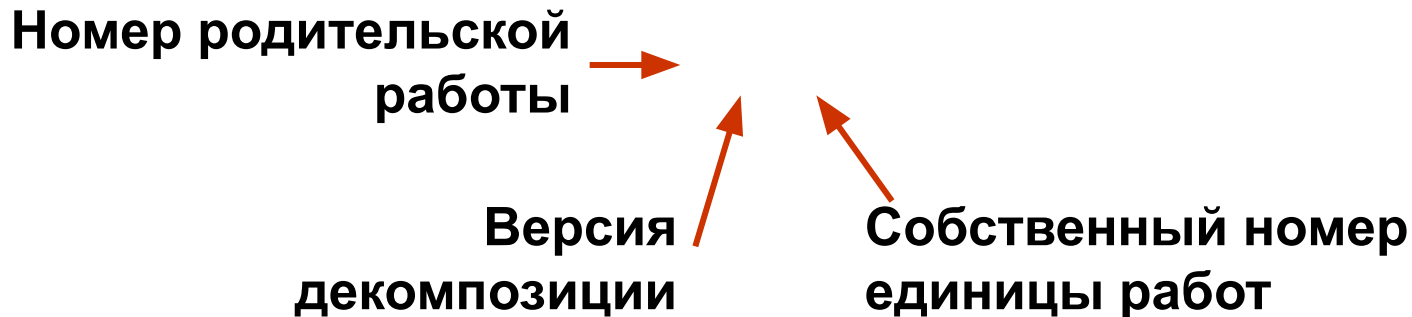 Номер родительской
работы
Версия
декомпозиции
Собственный номер
единицы работ